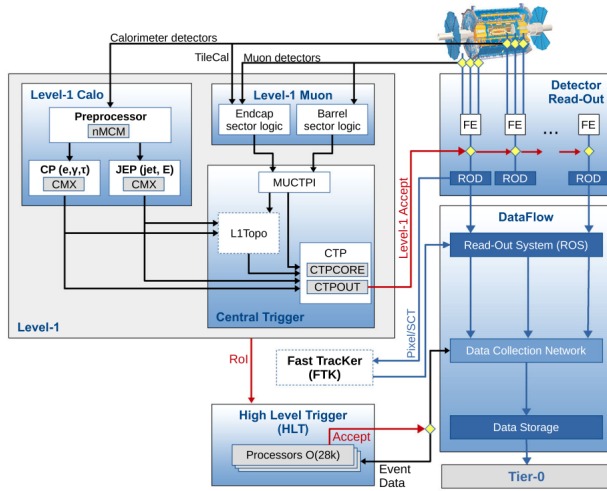 Calorimeter detectors
TileCal
Muon detectors
Level-1 Calo
Preprocessor
nMCM
CP (e,γ,τ)
CMX
JEP (jet, E)
CMX
Level-1 Muon
Endcap
sector logic
Barrel
sector logic
MUCTPI
L1Topo
CTP
CTPCORE
CTPOUT
Central Trigger
Level-1
Level-1 Accept
Detector
Read-Out
FE
FE
...
FE
ROD
ROD
ROD
DataFlow
Read-Out System (ROS)
Data Collection Network
Data Storage
Tier-0
Pixel/SCT
RoI
Fast TracKer
(FTK)
High Level Trigger
(HLT)
Accept
Processors O(28k)
Event
Data